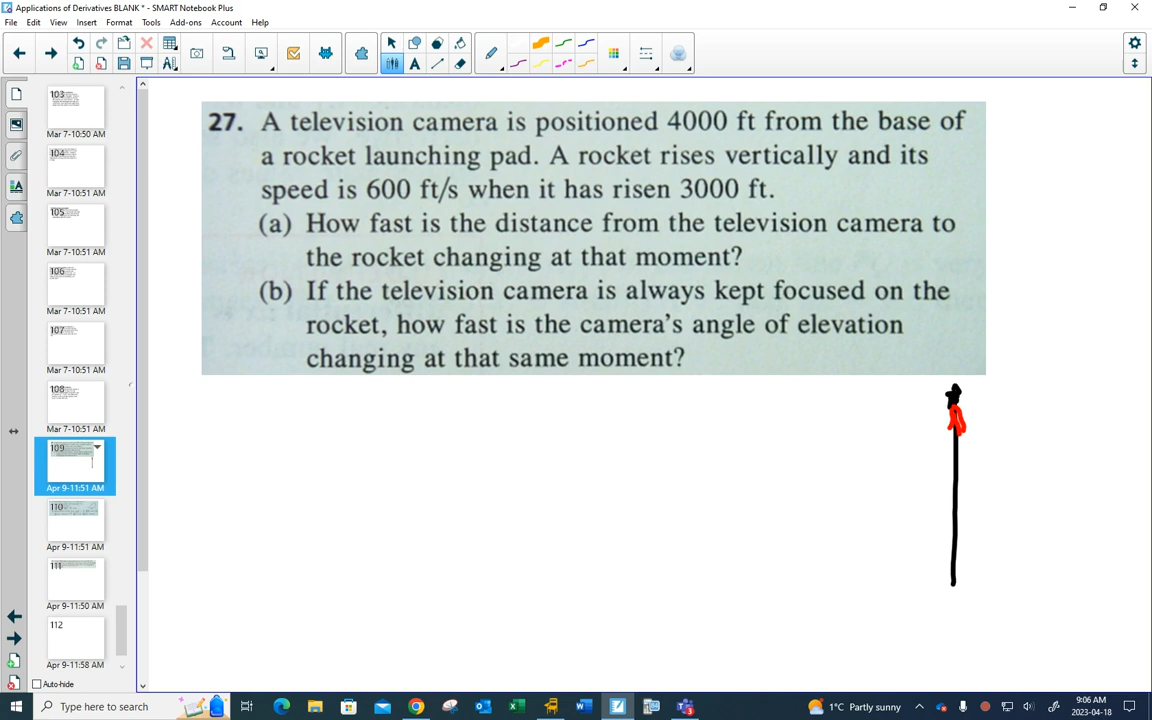 Applications of Derivatives BLANK * - SMART Notebook Plus
File Edit View Insert Format Tools Add-ons Account Help
103
Mar 7-10:50 AM
104
Mar 7-10:51 AM
105
Mar 7-10:51 AM
106
Mar 7-10:51 AM
107
Mar 7-10:51 AM
108
Mar 7-10:51 AM
109
Apr 9-11:51 AM
110
Apr 9-11:51 AM
111
Apr 9-11:50 AM
112
Apr 9-11:58 AM
Auto-hide
27. A television camera is positioned 4000 ft from the base of
a rocket launching pad. A rocket rises vertically and its
speed is 600 ft/s when it has risen 3000 ft.
(a) How fast is the distance from the television camera to
the rocket changing at that moment?
(b) If the television camera is always kept focused on the
rocket, how fast is the camera's angle of elevation
changing at that same moment?
Type here to search
1°C Partly sunny
9:06 AM
2023-04-18